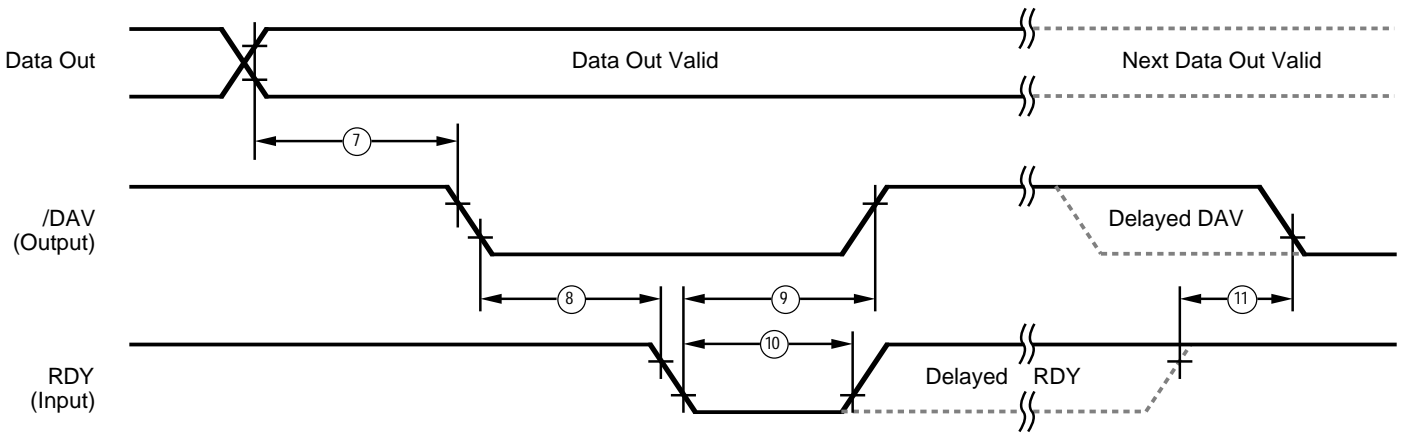 Data Out
Data Out Valid
Next Data Out Valid
7
/DAV
(Output)
Delayed DAV
8
9
11
10
RDY
(Input)
Delayed RDY